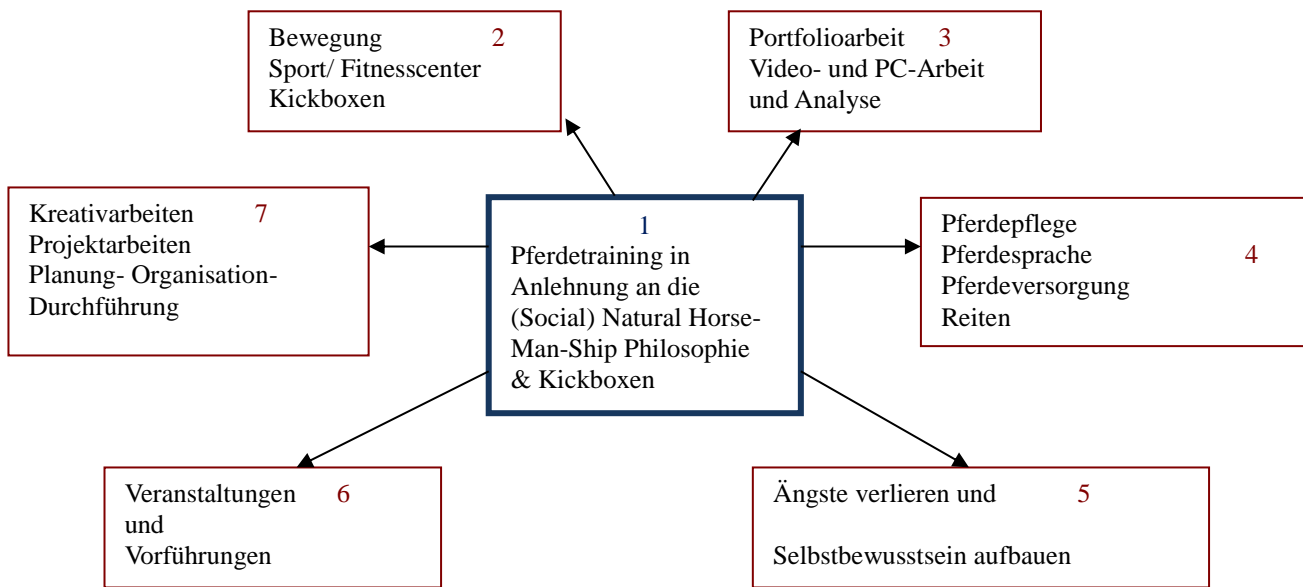 Bewegung 2
Sport/ Fitnesscenter
Kickboxen
Portfolioarbeit 3
Video- und PC-Arbeit
und Analyse
Kreativarbeiten 7
Projektarbeiten
Planung- Organisation-
Durchführung
1
Pferdetraining in
Anlehnung an die
(Social) Natural Horse-
Man-Ship Philosophie
& Kickboxen
Pferdepflege
Pferdesprache 4
Pferdeversorgung
Reiten
Veranstaltungen 6
und
Vorführungen
Ängste verlieren und 5
Selbstbewusstsein aufbauen